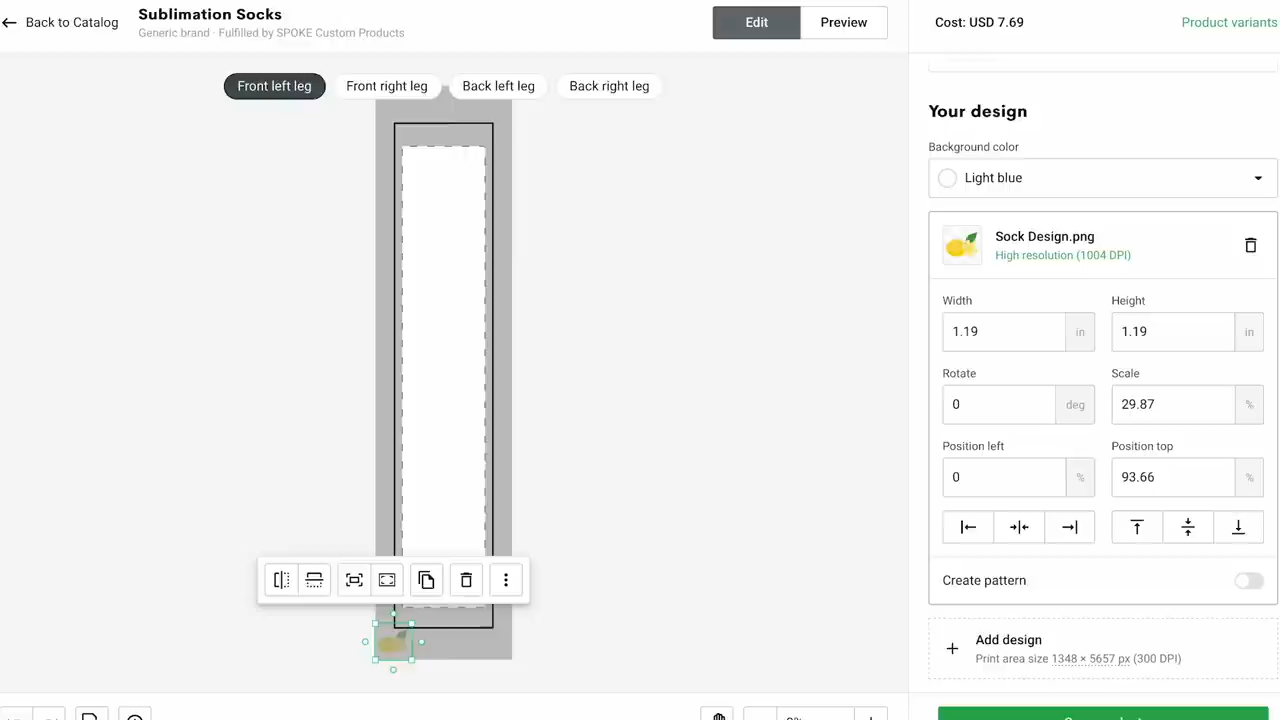 Back to Catalog
Sublimation Socks
Generic brand · Fulfilled by SPOKE Custom Products
Edit
Preview
Cost: USD 7.69
Product variants
Front left leg
Front right leg
Back left leg
Back right leg
Your design
Background color
Light blue
Sock Design.png
High resolution (1004 DPI)
Width
Height
1.19 in
1.19 in
Rotate
Scale
0 deg
29.87 %
Position left
Position top
0 %
93.66 %
Create pattern
Add design
Print area size 1348 × 5657 px (300 DPI)